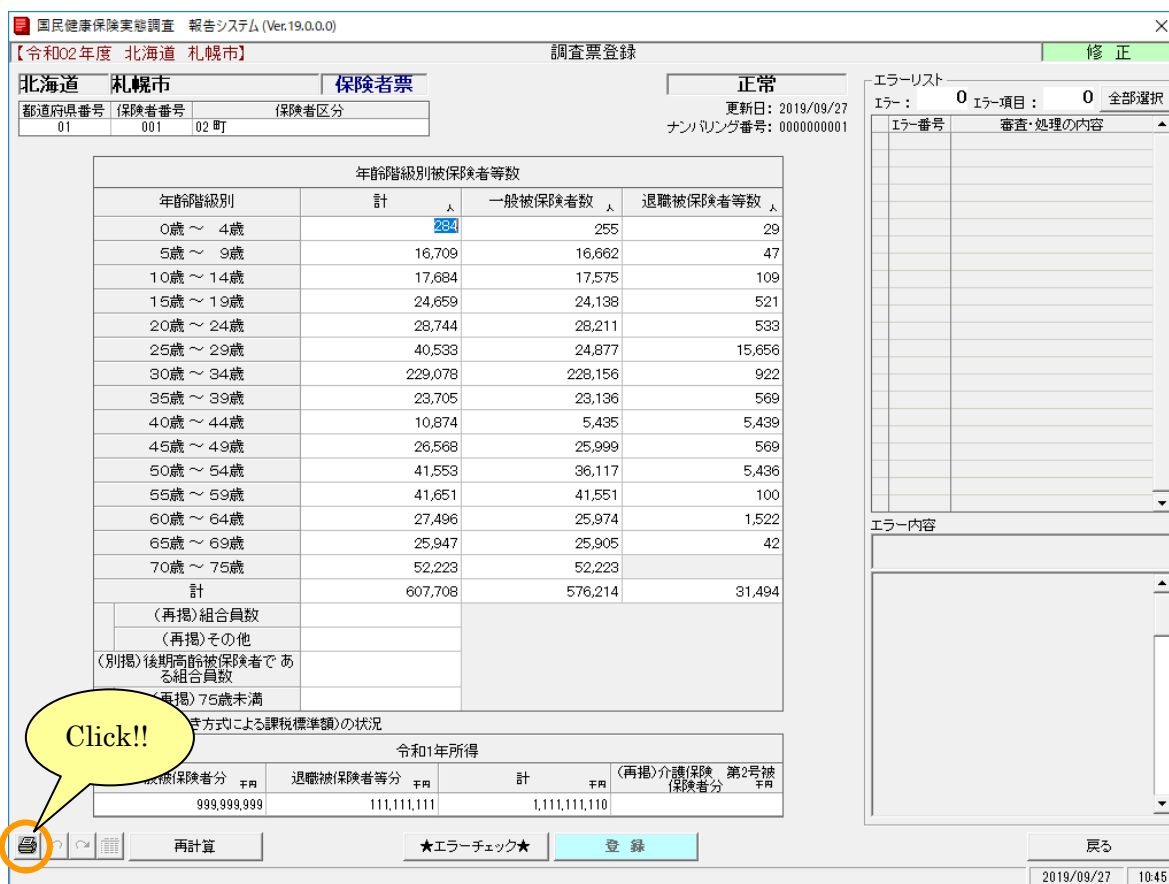 国民健康保険実態調査　報告システム (Ver.19.0.0.0)
【令和02年度 北海道 札幌市】 調査票登録 修 正
北海道 札幌市 保険者票 正常
都道府県番号 保険者番号 保険者区分
01 001 02 町
更新日: 2019/09/27
ナンバリング番号: 0000000001
エラーリスト
エラー： 0 エラー項目： 0 全部選択
エラー番号 審査・処理の内容
年齢階級別被保険者等数
年齢階級別 計 人 一般被保険者数 人 退職被保険者等数 人
0歳～ 4歳 284 255 29
5歳～ 9歳 16,709 16,662 47
10歳～14歳 17,684 17,575 109
15歳～19歳 24,659 24,138 521
20歳～24歳 28,744 28,211 533
25歳～29歳 40,533 24,877 15,656
30歳～34歳 229,078 228,156 922
35歳～39歳 23,705 23,136 569
40歳～44歳 10,874 5,435 5,439
45歳～49歳 26,568 25,999 569
50歳～54歳 41,553 36,117 5,436
55歳～59歳 41,651 41,551 100
60歳～64歳 27,496 25,974 1,522
65歳～69歳 25,947 25,905 42
70歳～75歳 52,223 52,223
計 607,708 576,214 31,494
(再掲)組合員数
(再掲)その他
(別掲)後期高齢被保険者であ
る組合員数
(再掲)75歳未満
エラー内容
Click!!
き方式による課税標準額)の状況
令和1年所得
被保険者分 千円 退職被保険者等分 千円 計 千円 (再掲)介護保険 第2号被
保険者分 千円
999,999,999 111,111,111 1,111,111,110
再計算 ★エラーチェック★ 登 録 戻る
2019/09/27 10:45